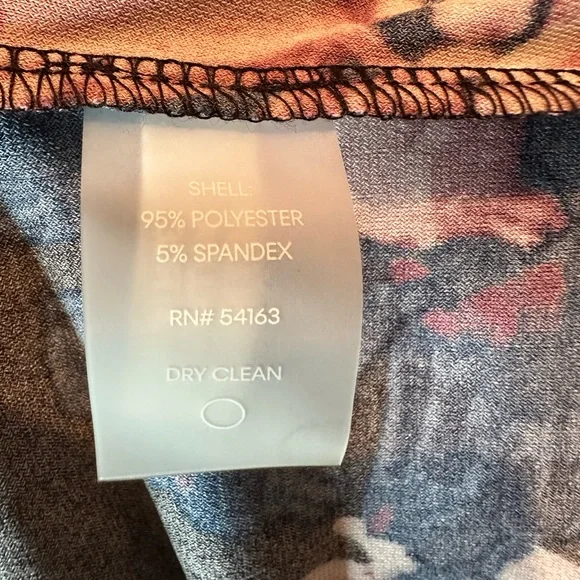 SHELL:
95% POLYESTER
5% SPANDEX
RN# 54163
DRY CLEAN